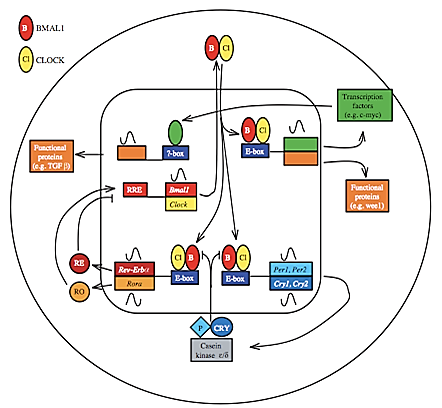 B BMAL1
Cl CLOCK
B Cl
Transcription
factors
(e.g. c-myc)
B Cl
Functional
proteins
(e.g. TGF β)
?-box
E-box
RRE
Bmal1
Clock
Functional
proteins
(e.g. wee1)
Cl B
B Cl
RE
Rev-Erbα
E-box
E-box
Per1, Per2
RO
Rora
Cry1, Cry2
P CRY
Casein
kinase ε/δ